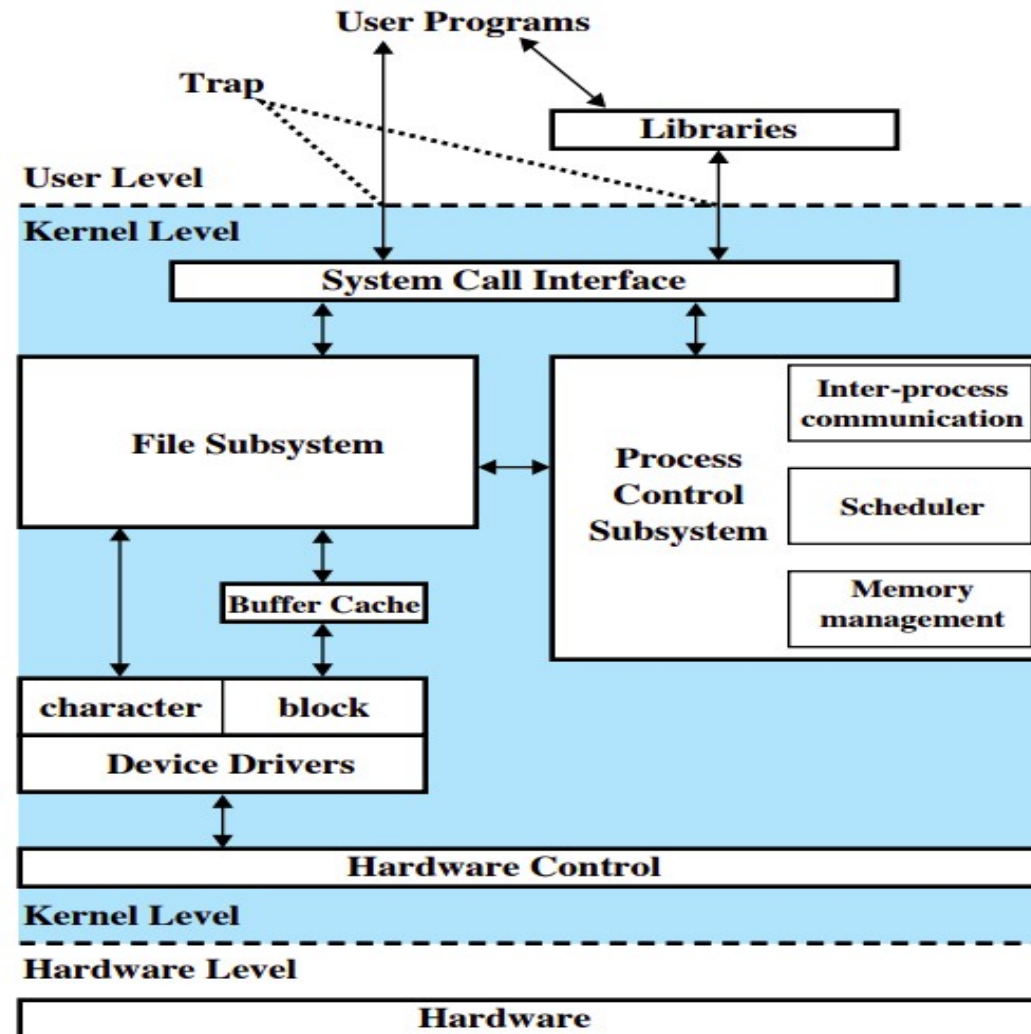 User Programs
Trap
Libraries
User Level
Kernel Level
System Call Interface
File Subsystem
Process
Control
Subsystem
Inter-process
communication
Scheduler
Memory
management
Buffer Cache
character
block
Device Drivers
Hardware Control
Kernel Level
Hardware Level
Hardware